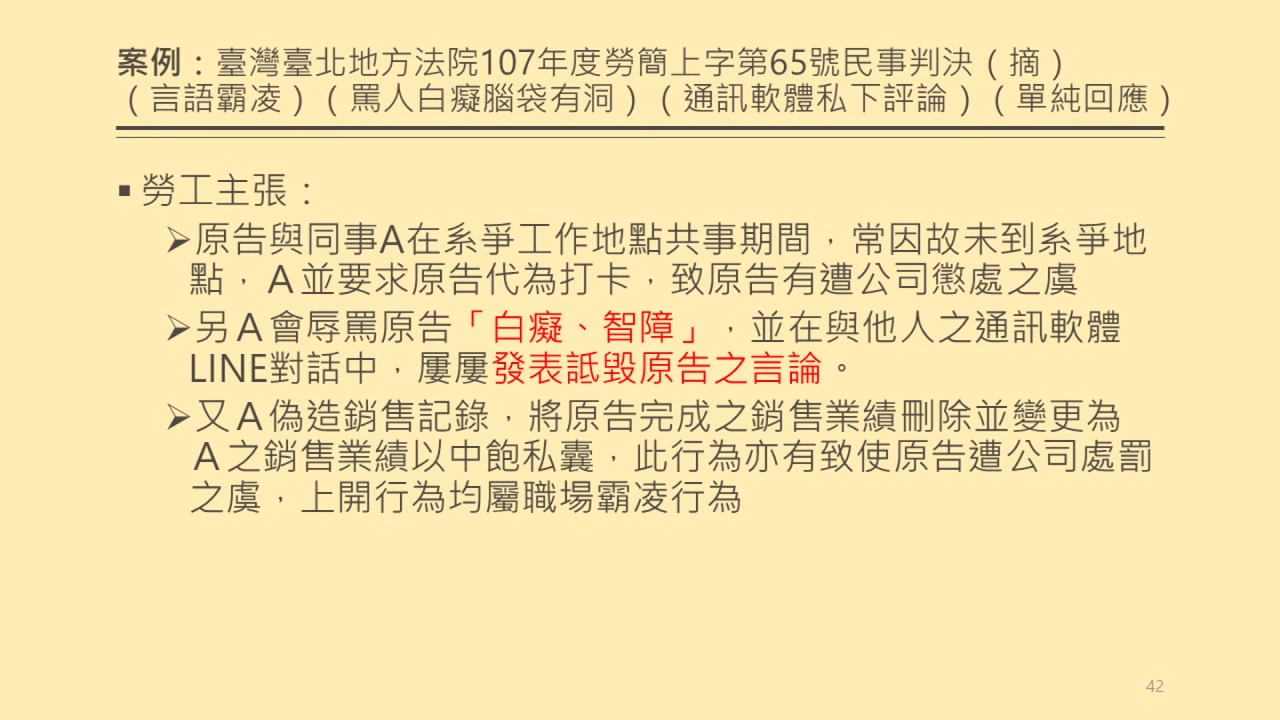 案例：臺灣臺北地方法院107年度勞簡上字第65號民事判決（摘）
（言語霸凌）（罵人白癡腦袋有洞）（通訊軟體私下評論）（單純回應）
▪ 勞工主張：
➢原告與同事A在系爭工作地點共事期間，常因故未到系爭地
點，Ａ並要求原告代為打卡，致原告有遭公司懲處之虞
➢另Ａ會辱罵原告「白癡、智障」，並在與他人之通訊軟體
LINE對話中，屢屢發表詆毀原告之言論。
➢又Ａ偽造銷售記錄，將原告完成之銷售業績刪除並變更為
Ａ之銷售業績以中飽私囊，此行為亦有致使原告遭公司處罰
之虞，上開行為均屬職場霸凌行為
42